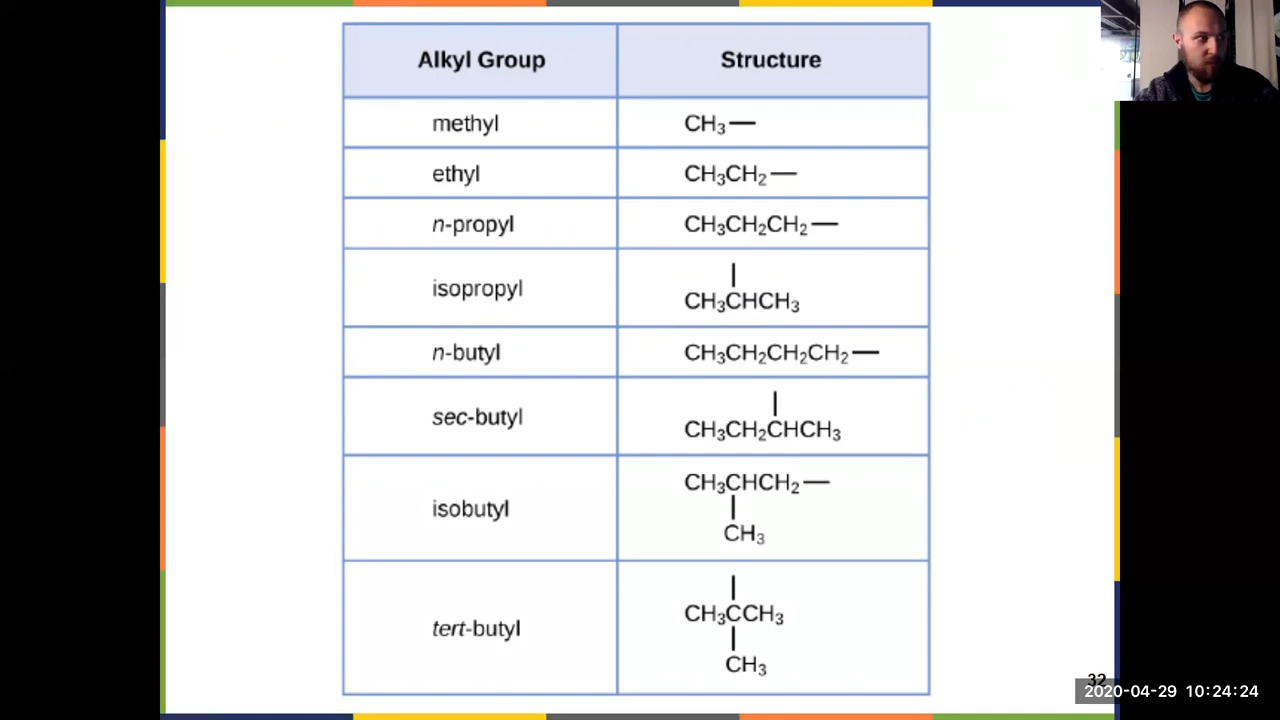 Alkyl Group Structure
methyl CH₃—
ethyl CH₃CH₂—
n-propyl CH₃CH₂CH₂—
isopropyl CH₃CHCH₃
n-butyl CH₃CH₂CH₂CH₂—
sec-butyl CH₃CH₂CHCH₃
isobutyl CH₃CHCH₂—
CH₃
tert-butyl CH₃CCH₃
CH₃
32
2020-04-29 10:24:24